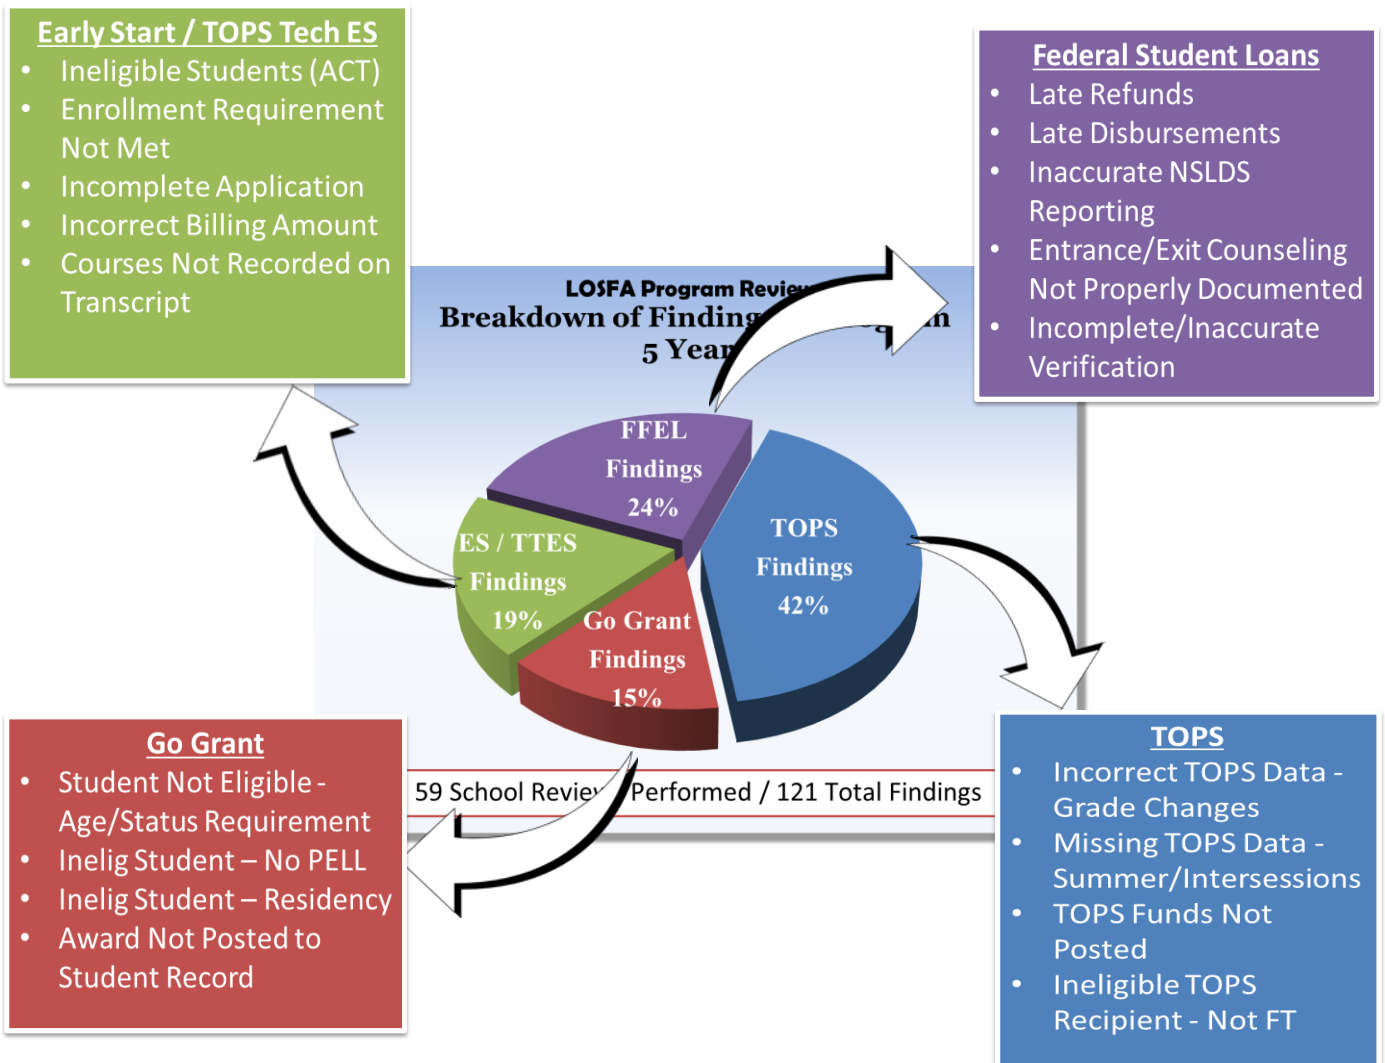 Early Start / TOPS Tech ES
• Ineligible Students (ACT)
• Enrollment Requirement
Not Met
• Incomplete Application
• Incorrect Billing Amount
• Courses Not Recorded on
Transcript
Federal Student Loans
• Late Refunds
• Late Disbursements
• Inaccurate NSLDS
Reporting
• Entrance/Exit Counseling
Not Properly Documented
• Incomplete/Inaccurate
Verification
LOSFA Program
Breakdown of
5
FFEL
Findings
24%
TOPS
Findings
42%
ES / TTES
Findings
19%
Go Grant
Findings
15%
59 School Performed / 121 Total Findings
Go Grant
• Student Not Eligible -
Age/Status Requirement
• Inelig Student – No PELL
• Inelig Student – Residency
• Award Not Posted to
Student Record
TOPS
• Incorrect TOPS Data -
Grade Changes
• Missing TOPS Data -
Summer/Intersessions
• TOPS Funds Not
Posted
• Ineligible TOPS
Recipient - Not FT